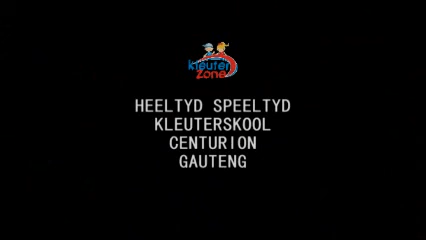 kleuter
zone
HEELTYD SPEELTYD
KLEUTERSKOOL
CENTURION
GAUTENG